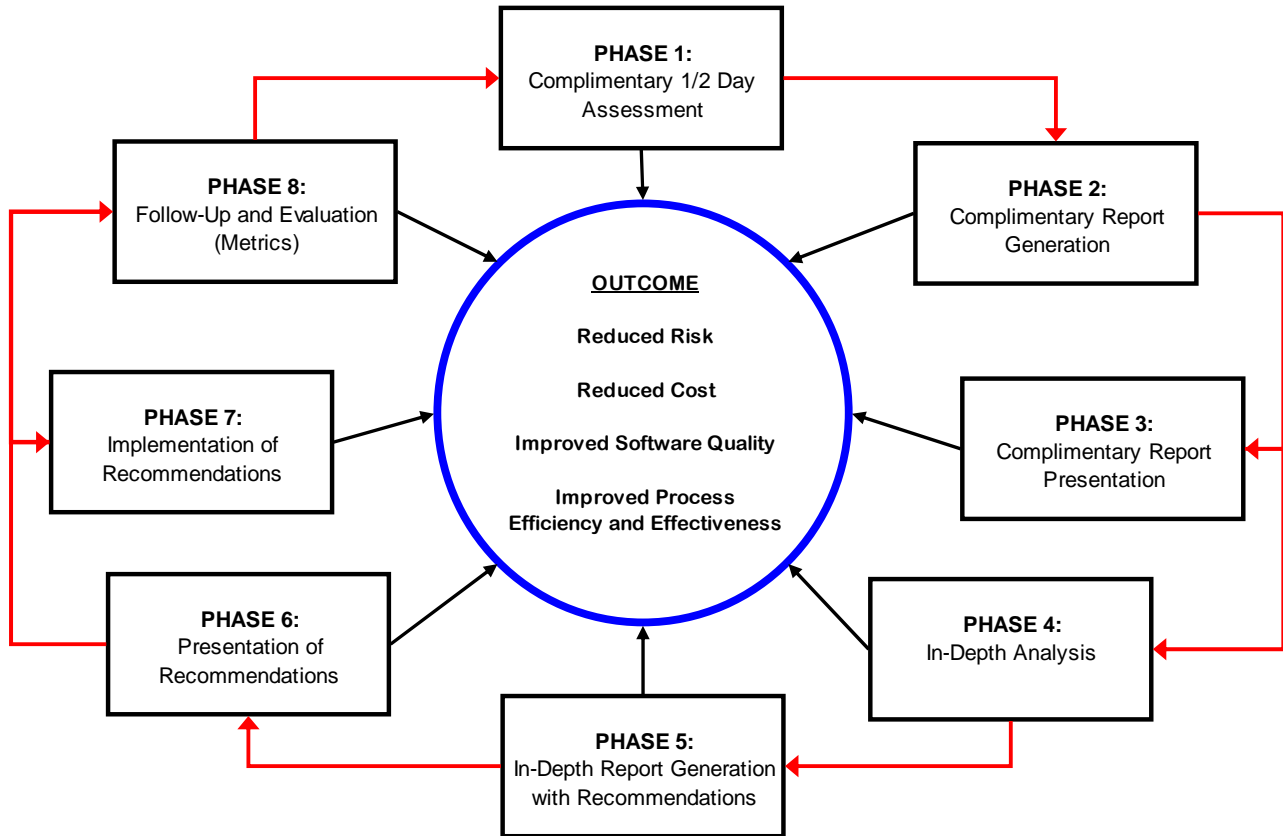 PHASE 1:
Complimentary 1/2 Day
Assessment
PHASE 2:
Complimentary Report
Generation
PHASE 3:
Complimentary Report
Presentation
PHASE 4:
In-Depth Analysis
PHASE 5:
In-Depth Report Generation
with Recommendations
PHASE 6:
Presentation of
Recommendations
PHASE 7:
Implementation of
Recommendations
PHASE 8:
Follow-Up and Evaluation
(Metrics)
OUTCOME
Reduced Risk
Reduced Cost
Improved Software Quality
Improved Process
Efficiency and Effectiveness